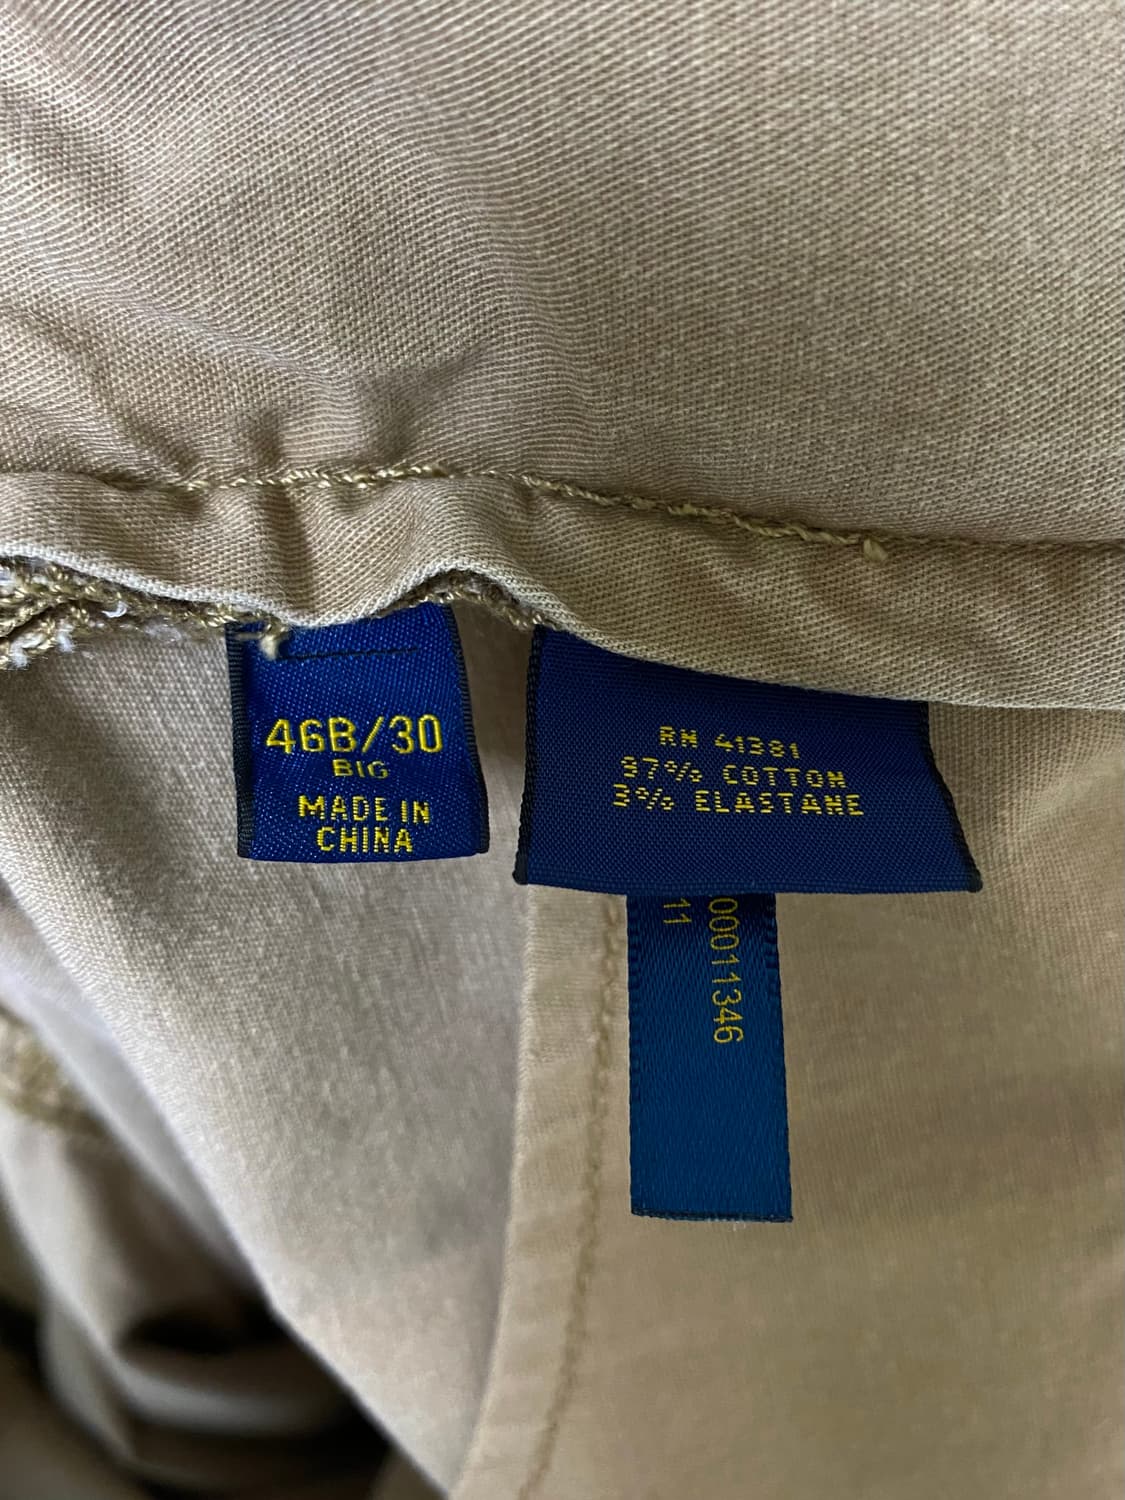 46B/30
BIG
MADE IN
CHINA
RN 41381
97% COTTON
3% ELASTANE
00011346
11